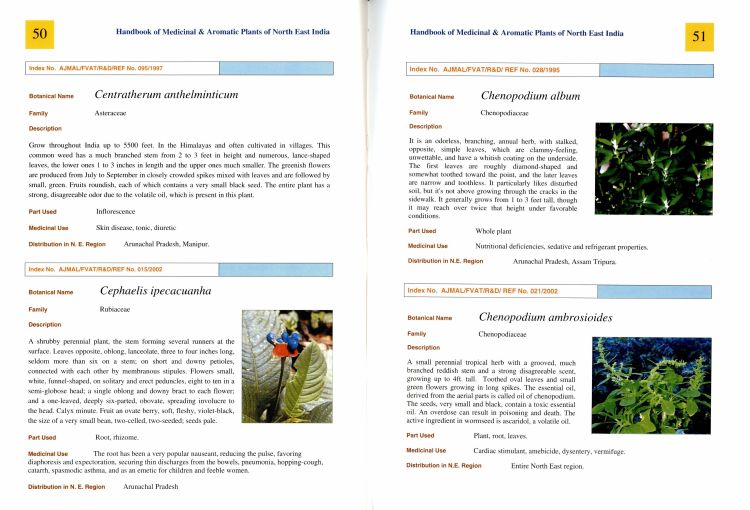 50
Handbook of Medicinal & Aromatic Plants of North East India
Index No. AJMAL/FVAT/R&D/REF No. 095/1997
Botanical Name Centratherum anthelminticum
Family Asteraceae
Description
Grow throughout India up to 5500 feet. In the Himalayas and often cultivated in villages. This
common weed has a much branched stem from 2 to 3 feet in height and numerous, lance-shaped
leaves, the lower ones 1 to 3 inches in length and the upper ones much smaller. The greenish flowers
are produced from July to September in closely crowded spikes mixed with leaves and are followed by
small, green. Fruits roundish, each of which contains a very small black seed. The entire plant has a
strong, disagreeable odor due to the volatile oil, which is present in this plant.
Part Used Inflorescence
Medicinal Use Skin disease, tonic, diuretic
Distribution in N. E. Region Arunachal Pradesh, Manipur.
Index No. AJMAL/FVAT/R&D/REF No. 015/2002
Botanical Name Cephaelis ipecacuanha
Family Rubiaceae
Description
A shrubby perennial plant, the stem forming several runners at the
surface. Leaves opposite, oblong, lanceolate, three to four inches long,
seldom more than six on a stem; on short and downy petioles,
connected with each other by membranous stipules. Flowers small,
white, funnel-shaped, on solitary and erect peduncles, eight to ten in a
semi-globose head; a single oblong and downy bract to each flower;
and a one-leaved, deeply six-parted, obovate, spreading involucre to
the head. Calyx minute. Fruit an ovate berry, soft, fleshy, violet-black,
the size of a very small bean, two-celled, two-seeded; seeds pale.
Part Used Root, rhizome.
Medicinal Use The root has been a very popular nauseant, reducing the pulse, favoring
diaphoresis and expectoration, securing thin discharges from the bowels, pneumonia, hopping-cough,
catarrh, spasmodic asthma, and as an emetic for children and feeble women.
Distribution in N. E. Region Arunachal Pradesh
Handbook of Medicinal & Aromatic Plants of North East India
51
Index No. AJMAL/FVAT/R&D/ REF No. 028/1995
Botanical Name Chenopodium album
Family Chenopodiaceae
Description
It is an odorless, branching, annual herb, with stalked,
opposite, simple leaves, which are clammy-feeling,
unwettable, and have a whitish coating on the underside.
The first leaves are roughly diamond-shaped and
somewhat toothed toward the point, and the later leaves
are narrow and toothless. It particularly likes disturbed
soil, but it's not above growing through the cracks in the
sidewalk. It generally grows from 1 to 3 feet tall, though
it may reach over twice that height under favorable
conditions.
Part Used Whole plant
Medicinal Use Nutritional deficiencies, sedative and refrigerant properties.
Distribution in N.E. Region Arunachal Pradesh, Assam Tripura.
Index No. AJMAL/FVAT/R&D/ REF No. 021/2002
Botanical Name Chenopodium ambrosioides
Family Chenopodiaceae
Description
A small perennial tropical herb with a grooved, much
branched reddish stem and a strong disagreeable scent,
growing up to 4ft. tall. Toothed oval leaves and small
green flowers growing in long spikes. The essential oil,
derived from the aerial parts is called oil of chenopodium.
The seeds, very small and black, contain a toxic essential
oil. An overdose can result in poisoning and death. The
active ingredient in wormseed is ascaridol, a volatile oil.
Part Used Plant, root, leaves.
Medicinal Use Cardiac stimulant, amebicide, dysentery, vermifuge.
Distribution in N.E. Region Entire North East region.